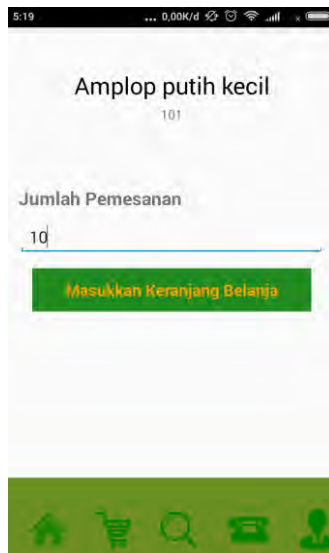 5:19 ... 0,00K/d
Amplop putih kecil
101
Jumlah Pemesanan
10
Masukkan Keranjang Belanja